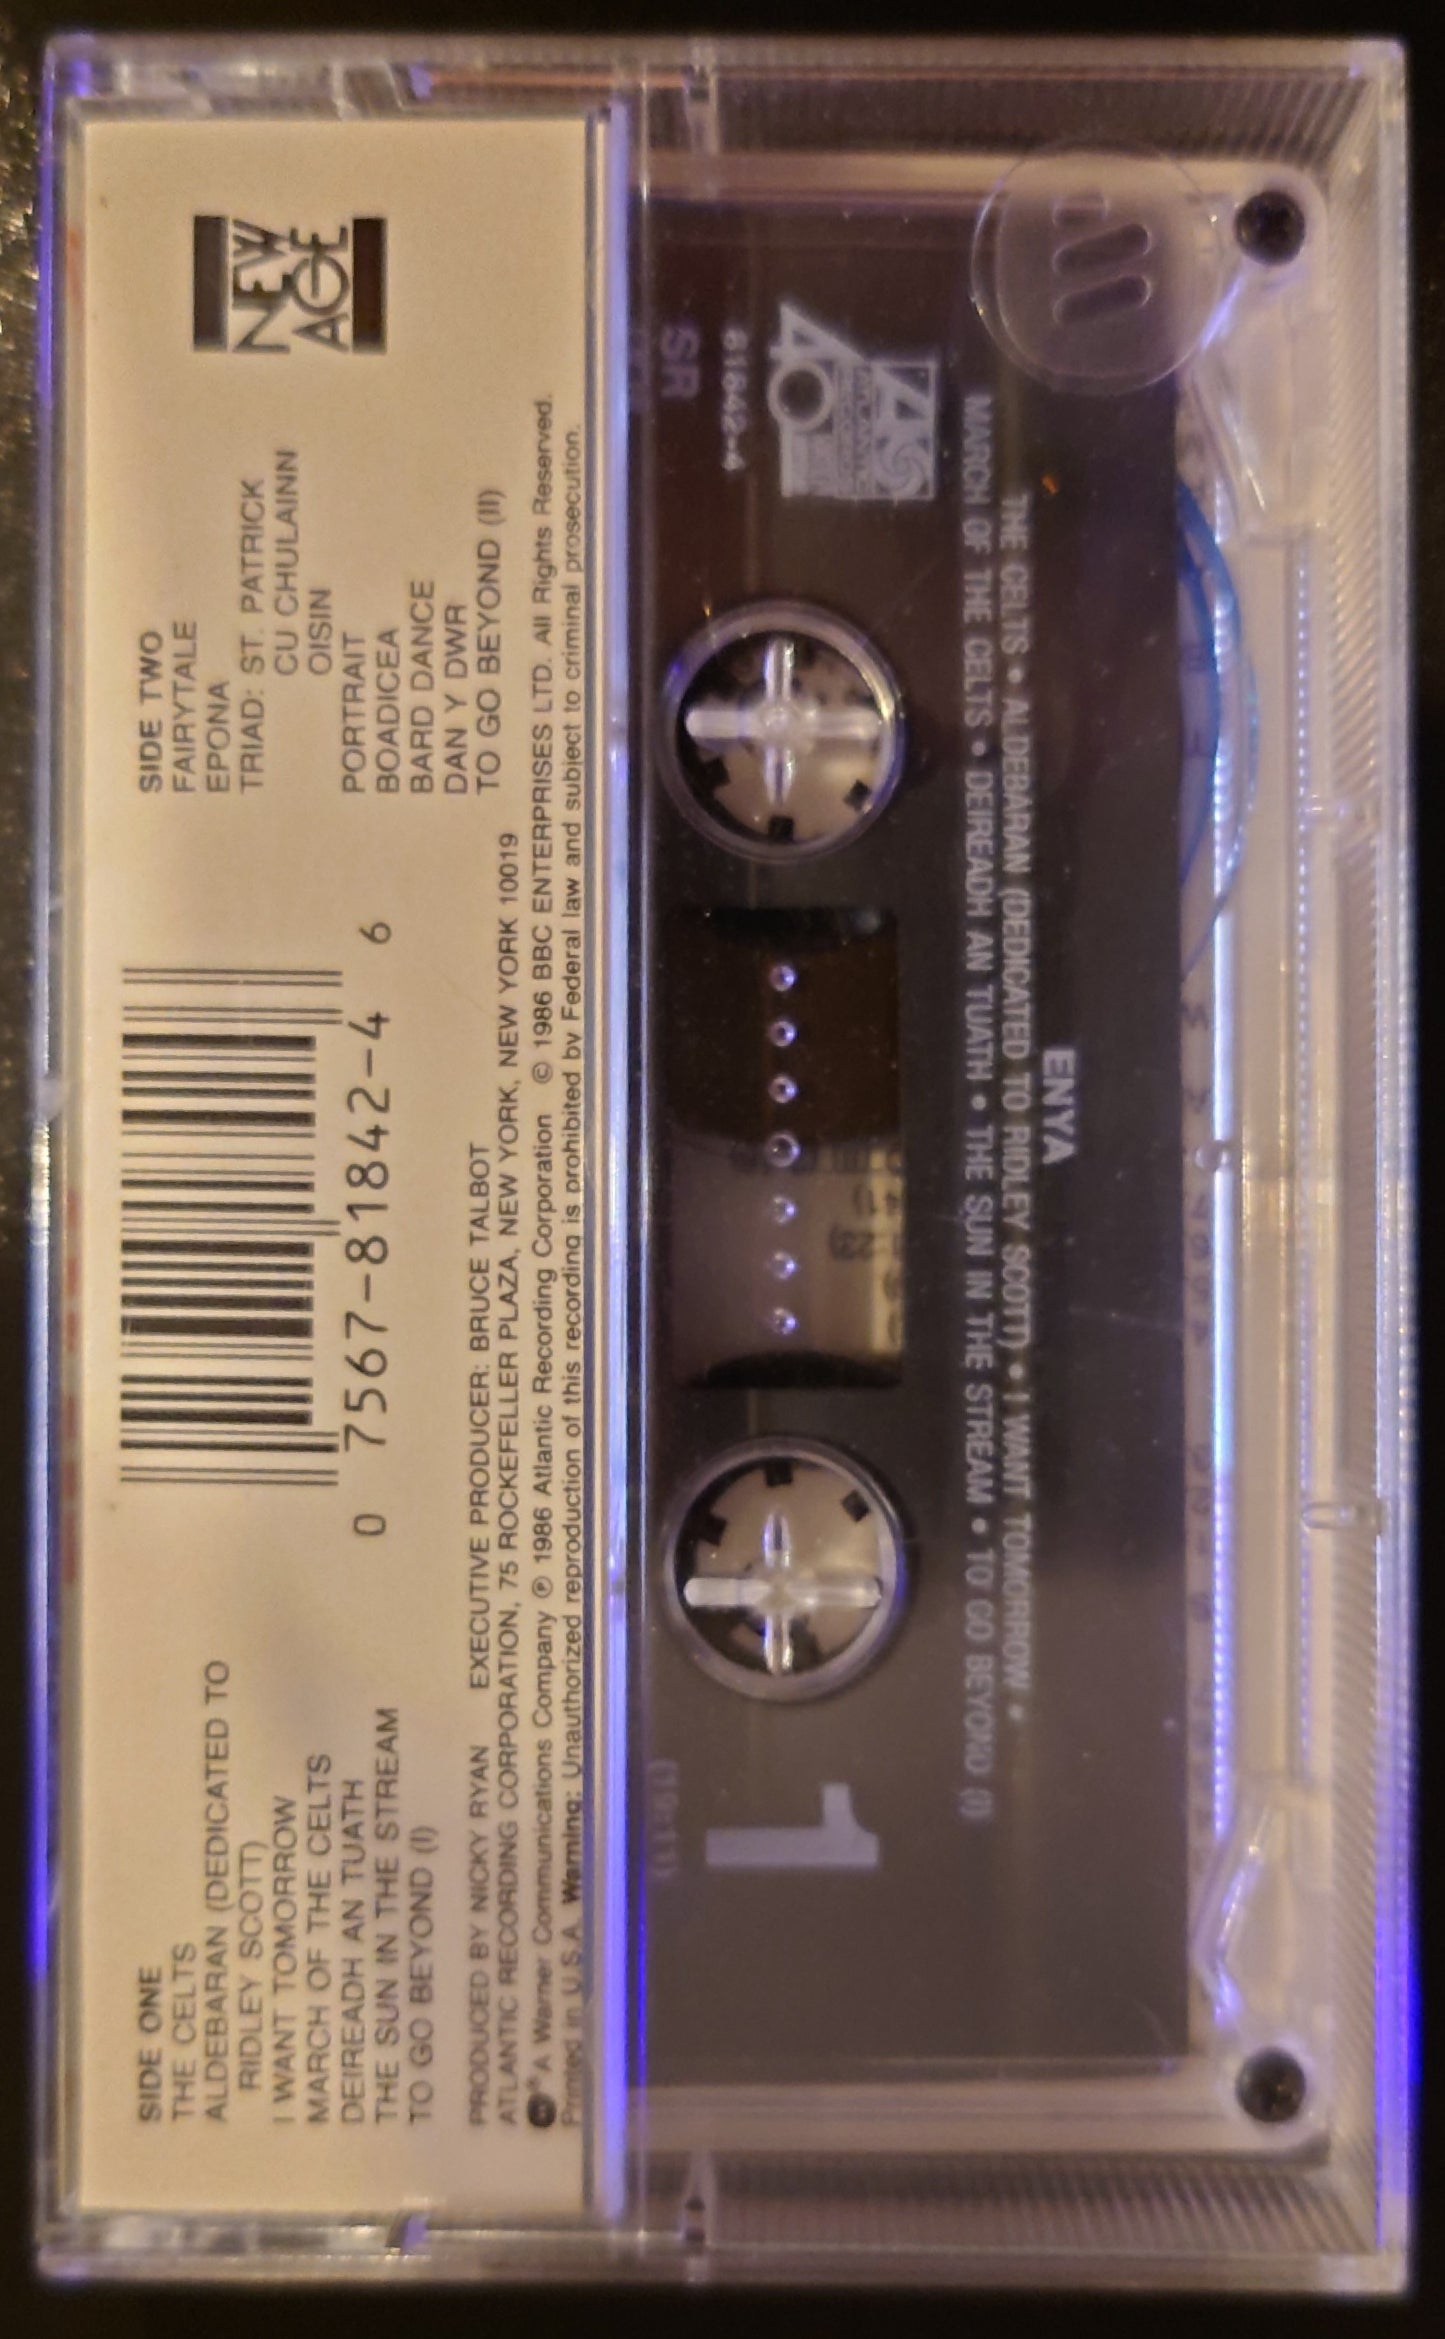 SIDE ONE
THE CELTS
ALDEBARAN (DEDICATED TO
RIDLEY SCOTT)
I WANT TOMORROW
MARCH OF THE CELTS
DEIREADH AN TUATH
THE SUN IN THE STREAM
TO GO BEYOND (I)
0 7567-81842-4 6
SIDE TWO
FAIRYTALE
EPONA
TRIAD: ST. PATRICK
CU CHULAINN
OISIN
PORTRAIT
BOADICEA
BARD DANCE
DAN Y DWR
TO GO BEYOND (II)
NEW
AGE
PRODUCED BY NICKY RYAN EXECUTIVE PRODUCER: BRUCE TALBOT
ATLANTIC RECORDING CORPORATION, 75 ROCKEFELLER PLAZA, NEW YORK, NEW YORK 10019
A Warner Communications Company ℗ 1986 Atlantic Recording Corporation © 1986 BBC ENTERPRISES LTD. All Rights Reserved.
Printed in U.S.A. Warning: Unauthorized reproduction of this recording is prohibited by Federal law and subject to criminal prosecution.
ENYA
THE CELTS • ALDEBARAN (DEDICATED TO RIDLEY SCOTT) • I WANT TOMORROW •
MARCH OF THE CELTS • DEIREADH AN TUATH • THE SUN IN THE STREAM • TO GO BEYOND (I)
ATLANTIC
81842-4
SR
1
(19:11)